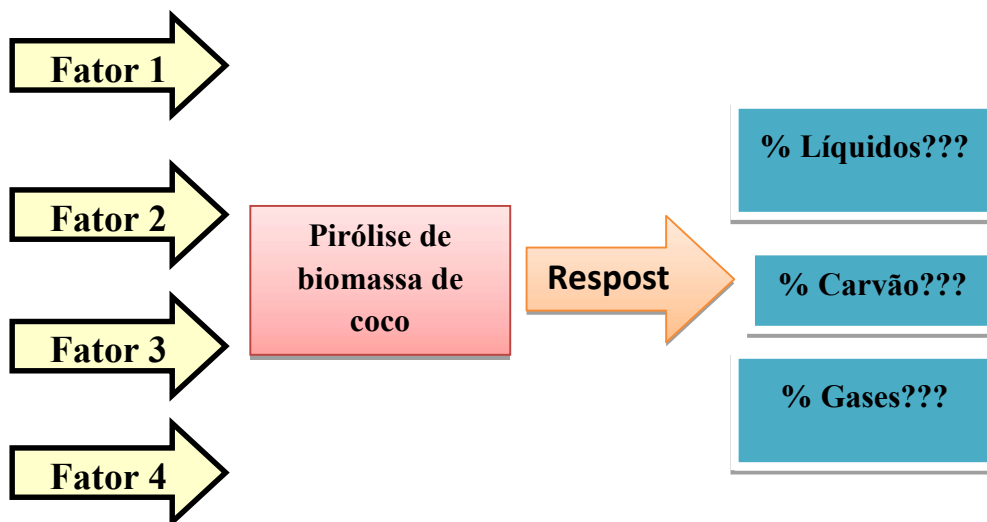 Fator 1
Fator 2
Fator 3
Fator 4
Pirólise de
biomassa de
coco
Respost
% Líquidos???
% Carvão???
% Gases???